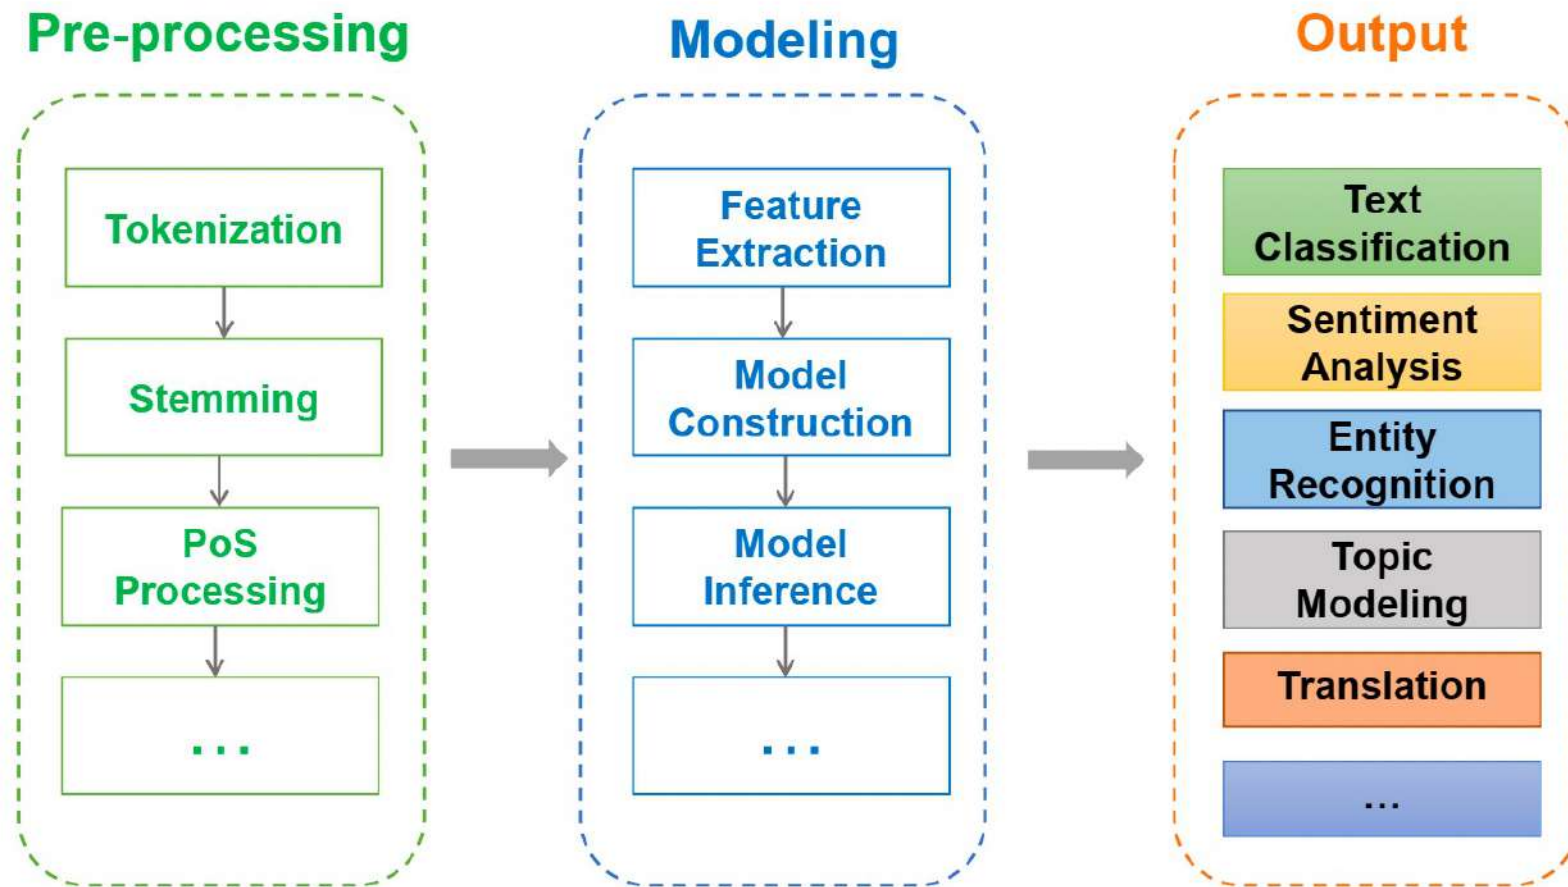 Pre-processing
Tokenization
Stemming
PoS
Processing
...
Modeling
Feature
Extraction
Model
Construction
Model
Inference
...
Output
Text
Classification
Sentiment
Analysis
Entity
Recognition
Topic
Modeling
Translation
...